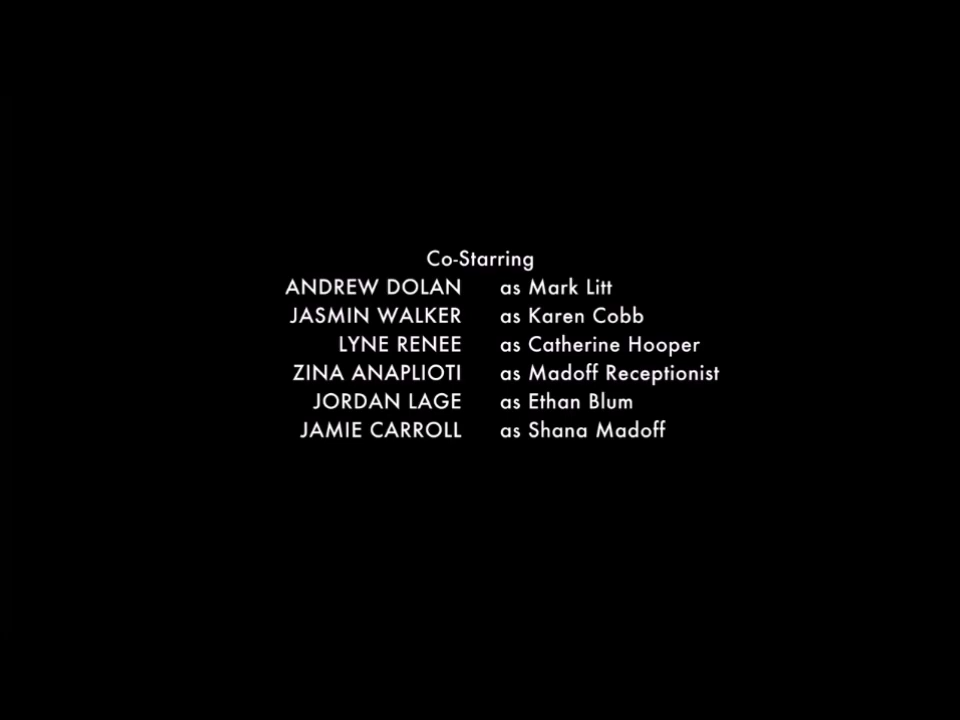 Co-Starring
ANDREW DOLAN as Mark Litt
JASMIN WALKER as Karen Cobb
LYNE RENEE as Catherine Hooper
ZINA ANAPLIOTI as Madoff Receptionist
JORDAN LAGE as Ethan Blum
JAMIE CARROLL as Shana Madoff